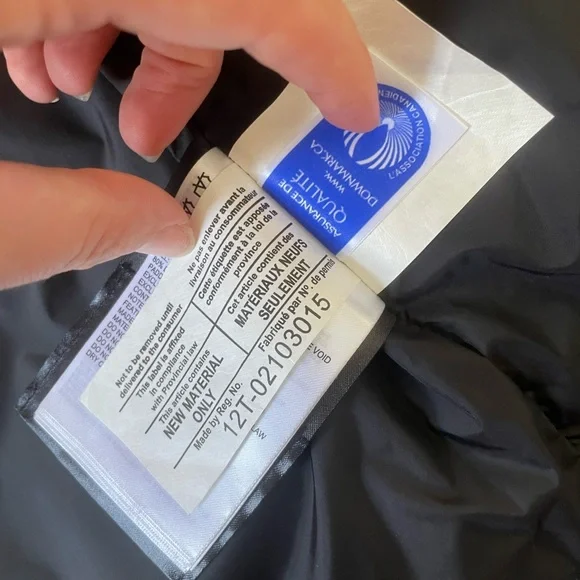 Ne pas enlever avant la
livraison au consommateur
Cette étiquette est apposée
conformément à la loi de la
province
Cet article contient des
MATÉRIAUX NEUFS
SEULEMENT
Fabriqué par N°. de permis
Not to be removed until
delivered to the consumer
This label is affixed
in compliance
with Provincial law
This article contains
NEW MATERIAL
ONLY
Made by Reg. No.
12T-02103015
ASSURANCE DE
QUALITÉ
WWW.
DOWNMARK.CA
L'ASSOCIATION CANADIEN
E VOID
LAW